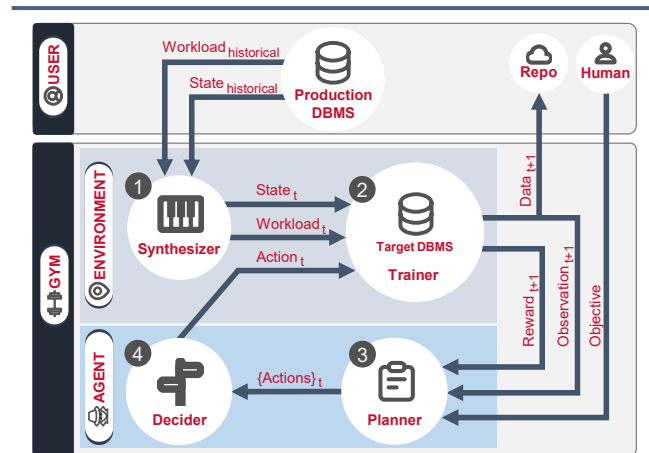 USER
Workload historical
State historical
Production
DBMS
Repo
Human
GYM
ENVIRONMENT
1
Synthesizer
State t
Workload t
Action t
2
Target DBMS
Trainer
Data t+1
Reward t+1
Observation t+1
Objective
AGENT
4
Decider
{Actions} t
3
Planner